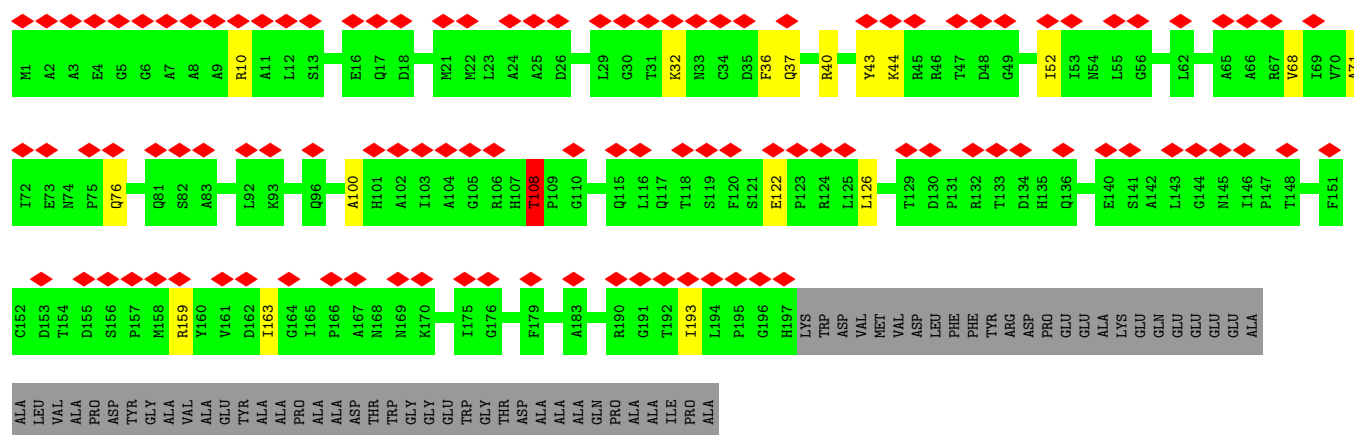 M1 A2 A3 E4 G5 G6 A7 A8 A9 R10 A11 L12 S13 E16 Q17 D18 M21 M22 L23 A24 A25 D26 L29 G30 T31 K32 N33 C34 D35 F36 Q37 R40 Y43 K44 R45 R46 T47 D48 G49 I52 I53 N54 L55 G56 L62 A65 A66 R67 V68 I69 V70 A71
I72 E73 N74 P75 Q76 Q81 S82 A83 L92 K93 Q96 A100 H101 A102 I103 A104 G105 R106 H107 T108 P109 G110 Q115 L116 Q117 T118 S119 F120 S121 E122 P123 R124 L125 L126 T129 D130 P131 R132 T133 D134 H135 Q136 E140 S141 A142 L143 G144 N145 I146 P147 T148 F151
C152 D153 T154 D155 S156 P157 M158 R159 Y160 V161 D162 I163 G164 I165 P166 A167 N168 N169 K170 I175 G176 F179 A183 R190 G191 T192 I193 L194 P195 G196 H197 LYS TRP ASP VAL MET VAL ASP LEU PHE PHE TYR ARG ASP PRO GLU GLU ALA LYS GLU GLN GLU GLU GLU GLU ALA
ALA LEU VAL ALA PRO ASP TYR GLY ALA VAL ALA GLU TYR ALA ALA PRO ALA ALA ASP THR TRP GLY GLY GLU TRP GLY THR ASP ALA ALA ALA ALA GLN PRO ALA ALA ILE PRO ALA